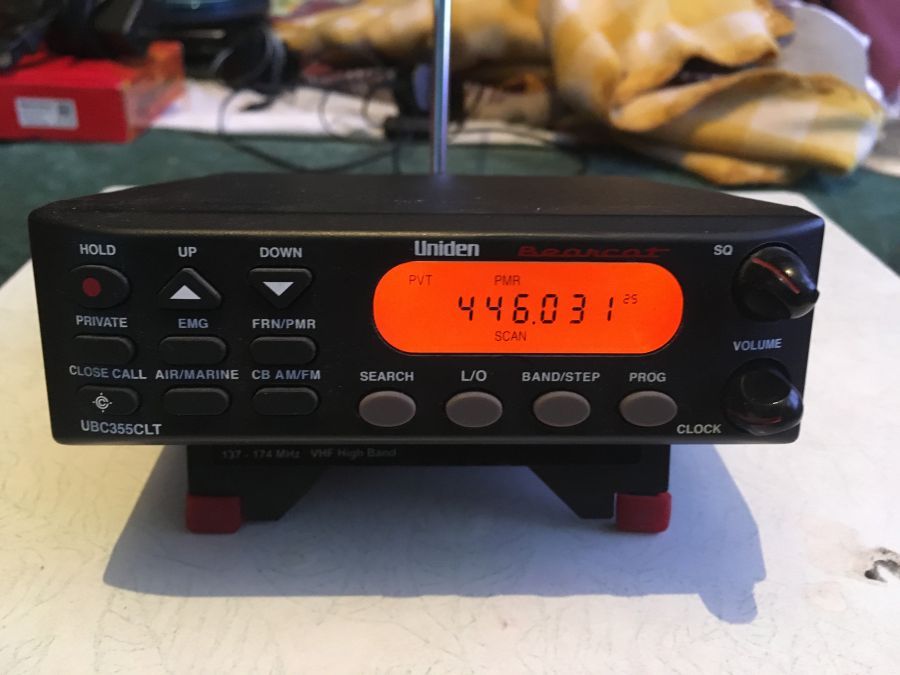 HOLD UP DOWN Uniden Bearcat SQ
PVT PMR
446.031 25
SCAN
PRIVATE EMG FRN/PMR VOLUME
CLOSE CALL AIR/MARINE CB AM/FM SEARCH L/O BAND/STEP PROG
C
UBC355CLT CLOCK
137 - 174 MHz VHF High Band